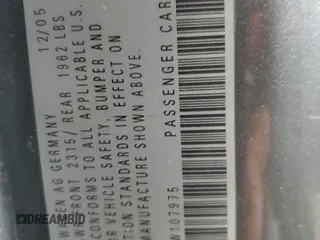 EN AG GERMANY 12/05
FRONT 2315/ REAR 1962 LBS
CONFORMS TO ALL APPLICABLE U.S.
R VEHICLE SAFETY, BUMPER AND
TION STANDARDS IN EFFECT ON
MANUFACTURE SHOWN ABOVE.
107975 PASSENGER CAR
DREAMBID